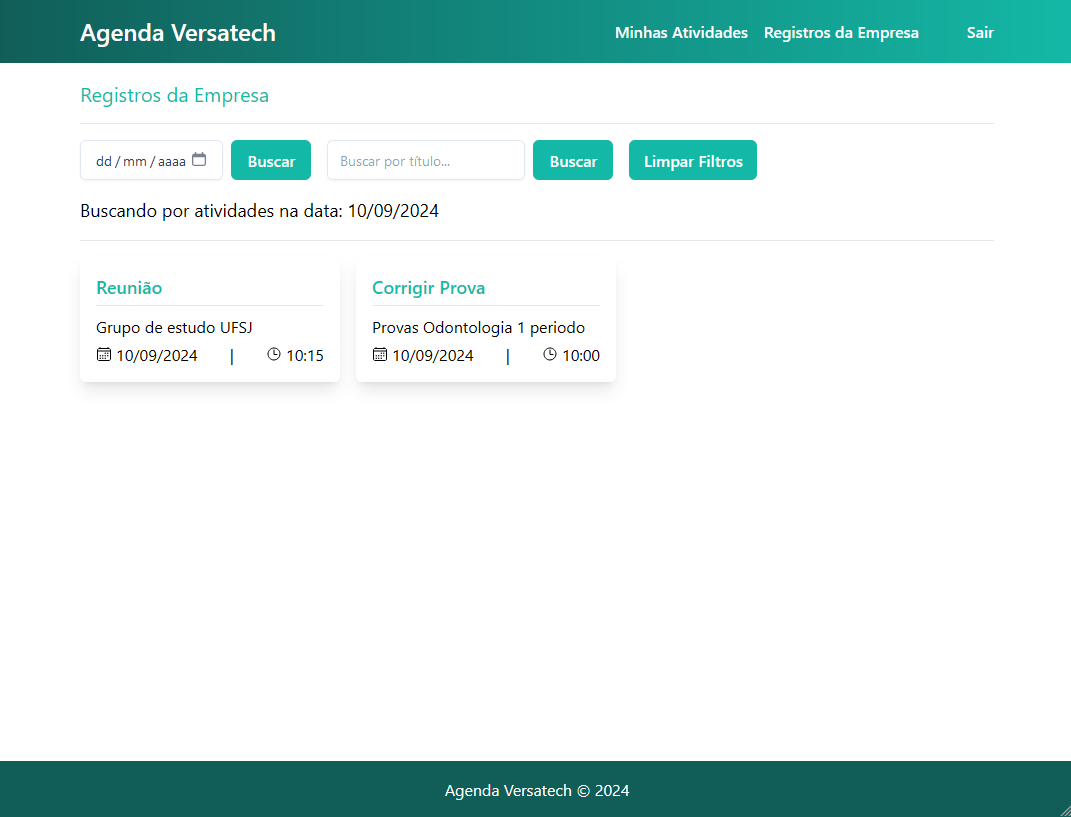 Agenda Versatech
Minhas Atividades Registros da Empresa Sair
Registros da Empresa
dd/mm/aaaa Buscar Buscar por título... Buscar Limpar Filtros
Buscando por atividades na data: 10/09/2024
Reunião
Grupo de estudo UFSJ
10/09/2024 | 10:15
Corrigir Prova
Provas Odontologia 1 periodo
10/09/2024 | 10:00
Agenda Versatech © 2024